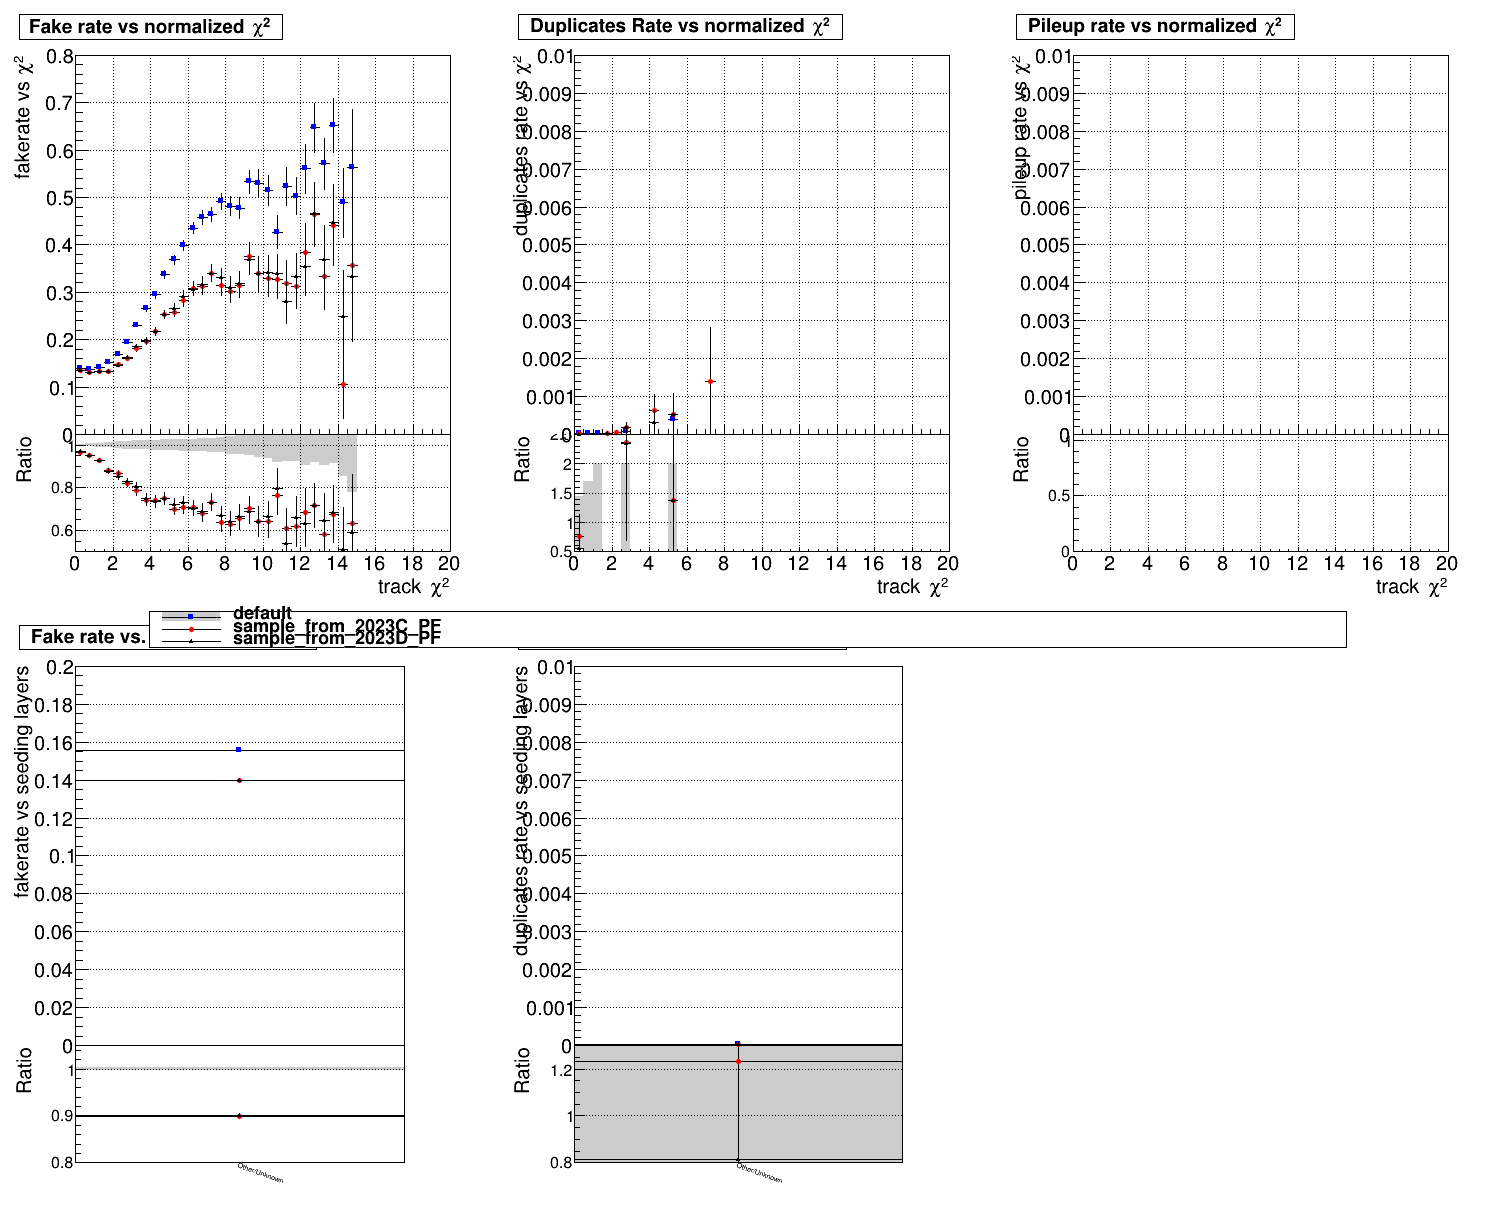 Fake rate vs normalized χ²
fakerate vs χ²
0.8
0.7
0.6
0.5
0.4
0.3
0.2
0.1
0
Ratio
1
0.8
0.6
0 2 4 6 8 10 12 14 16 18 20
track χ²
Duplicates Rate vs normalized χ²
duplicates rate vs χ²
0.01
0.009
0.008
0.007
0.006
0.005
0.004
0.003
0.002
0.001
0
Ratio
2
1.5
1
0.5
0 2 4 6 8 10 12 14 16 18 20
track χ²
Pileup rate vs normalized χ²
pileup rate vs χ²
0.01
0.009
0.008
0.007
0.006
0.005
0.004
0.003
0.002
0.001
0
Ratio
1
0.5
0
0 2 4 6 8 10 12 14 16 18 20
track χ²
default
sample_from_2023C_PF
sample_from_2023D_PF
Fake rate vs.
fakerate vs seeding layers
0.2
0.18
0.16
0.14
0.12
0.1
0.08
0.06
0.04
0.02
0
Ratio
1
0.9
0.8
Other/Unknown
duplicates rate vs seeding layers
0.01
0.009
0.008
0.007
0.006
0.005
0.004
0.003
0.002
0.001
0
Ratio
1.2
1
0.8
Other/Unknown